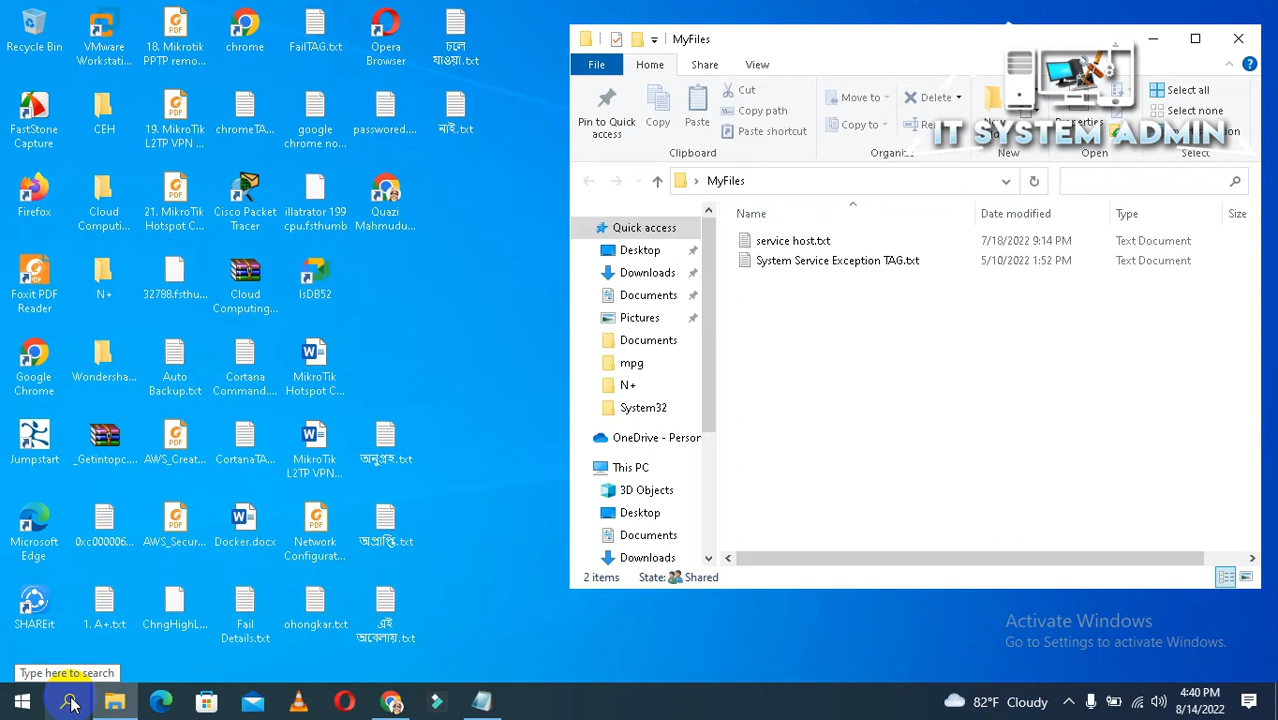 Recycle Bin
VMware
Workstati...
18. Mikrotik
PPTP remo...
chrome
FailTAG.txt
Opera
Browser
চলে
যাওয়া.txt
FastStone
Capture
CEH
19. MikroTik
L2TP VPN ...
chromeTA...
google
chrome no...
passwored....
নাই.txt
Firefox
Cloud
Computi...
21. MikroTik
Hotspot C...
Cisco Packet
Tracer
illatrator 199
cpu.fsthumb
Quazi
Mahmudu...
Foxit PDF
Reader
N+
32788.fsthu...
Cloud
Computing...
IsDB52
Google
Chrome
Wondersha...
Auto
Backup.txt
Cortana
Command....
MikroTik
Hotspot C...
Jumpstart
_Getintopc....
AWS_Creat...
CortanaTA...
MikroTik
L2TP VPN...
অনুগ্রহ.txt
Microsoft
Edge
0xc000006...
AWS_Secur...
Docker.docx
Network
Configurat...
অপ্রাপ্তি.txt
SHAREit
1. A+.txt
ChngHighL...
Fail
Details.txt
ohongkar.txt
এই
অবেলায়.txt
MyFiles
File
Home
Share
View
Pin to Quick
access
Copy
Paste
Cut
Copy path
Paste shortcut
Clipboard
Move to
Copy to
Delete
Organiz
New
Properties
Open
Select all
Select none
Select
IT SYSTEM ADMIN
MyFiles
Name
Date modified
Type
Size
service host.txt
7/18/2022 9:14 PM
Text Document
System Service Exception TAG.txt
5/10/2022 1:52 PM
Text Document
Quick access
Desktop
Downloads
Documents
Pictures
Documents
mpg
N+
System32
OneDrive - Person
This PC
3D Objects
Desktop
Documents
Downloads
2 items
State:
Shared
Activate Windows
Go to Settings to activate Windows.
Type here to search
82°F Cloudy
4:40 PM
8/14/2022